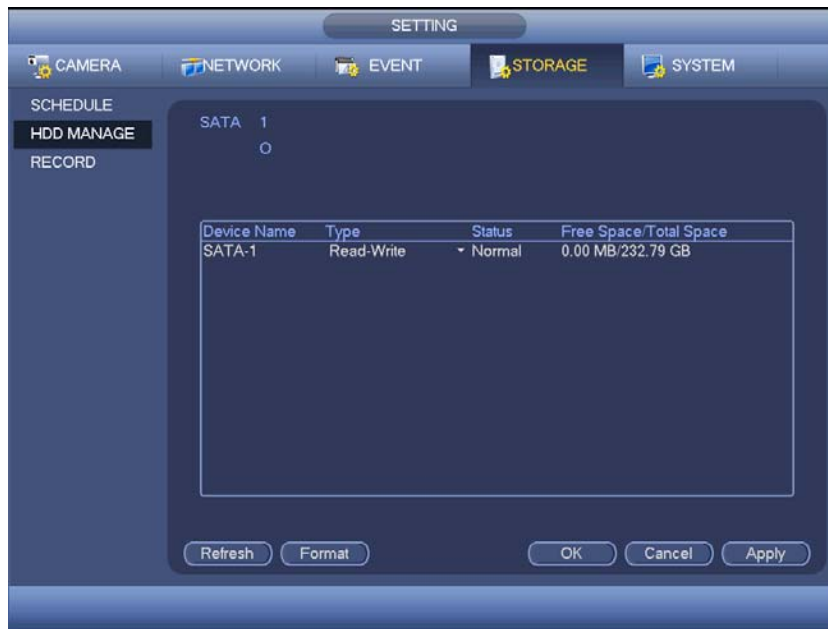 SETTING
CAMERA NETWORK EVENT STORAGE SYSTEM
SCHEDULE
HDD MANAGE
RECORD
SATA 1
O
Device Name Type Status Free Space/Total Space
SATA-1 Read-Write Normal 0.00 MB/232.79 GB
Refresh Format OK Cancel Apply